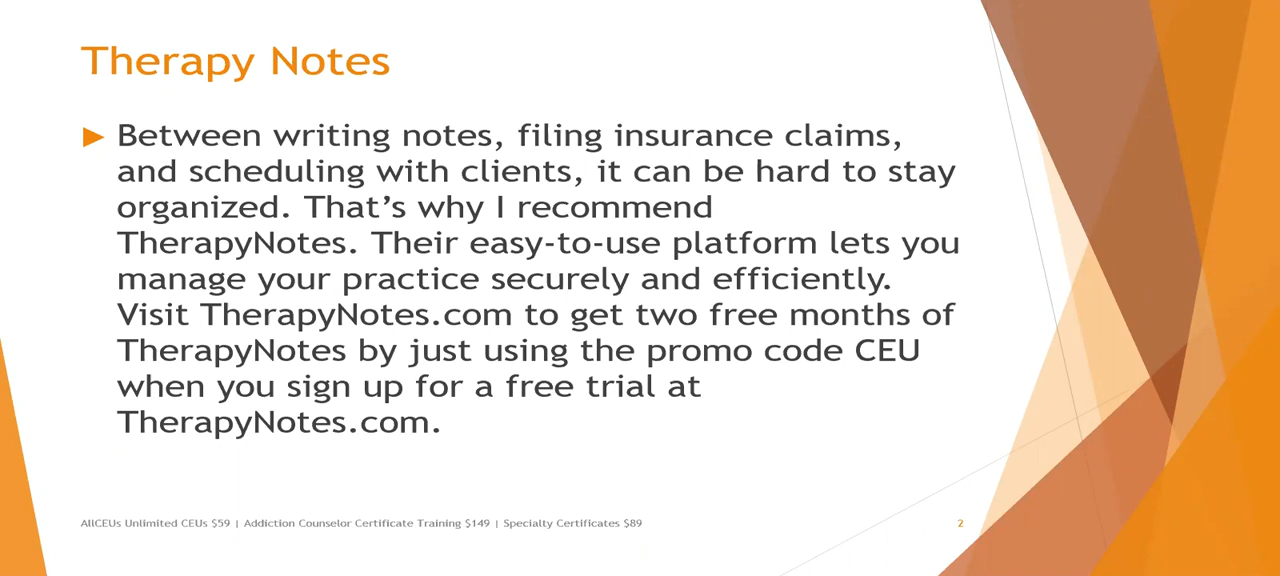 Therapy Notes
Between writing notes, filing insurance claims,
and scheduling with clients, it can be hard to stay
organized. That’s why I recommend
TherapyNotes. Their easy-to-use platform lets you
manage your practice securely and efficiently.
Visit TherapyNotes.com to get two free months of
TherapyNotes by just using the promo code CEU
when you sign up for a free trial at
TherapyNotes.com.
AllCEUs Unlimited CEUs $59 | Addiction Counselor Certificate Training $149 | Specialty Certificates $89
2